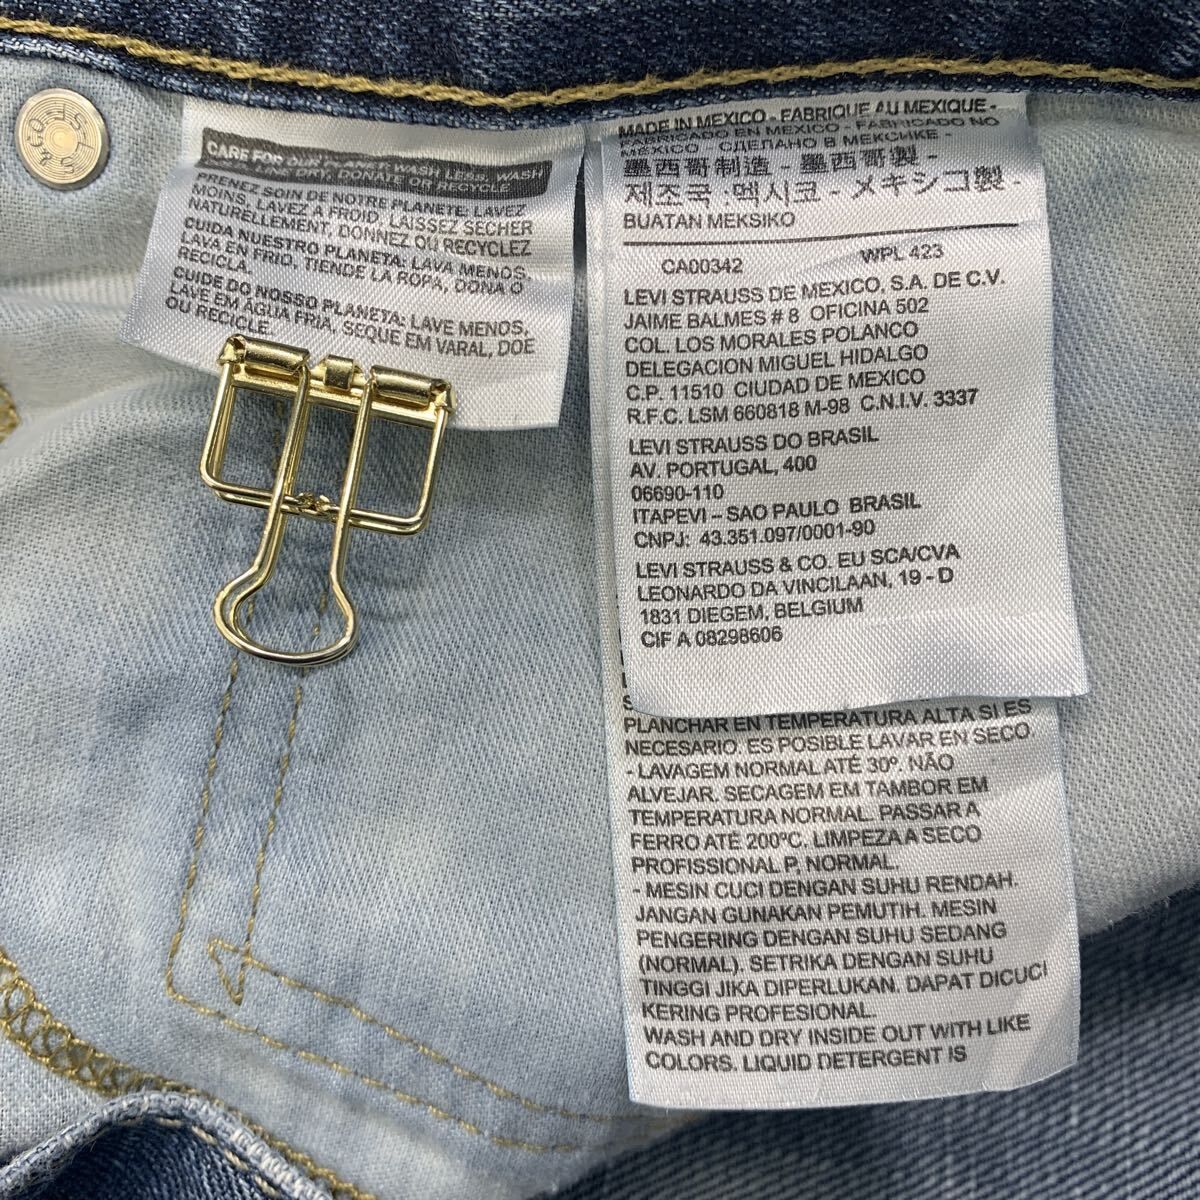 CARE FOR OUR PLANET: WASH LESS, WASH
LINE DRY, DONATE OR RECYCLE
PRENEZ SOIN DE NOTRE PLANETE: LAVEZ
MOINS, LAVEZ A FROID, LAISSEZ SECHER
NATURELLEMENT, DONNEZ OU RECYCLEZ
CUIDA NUESTRO PLANETA: LAVA MENOS,
LAVA EN FRIO, TIENDE LA ROPA, DONA O
RECICLA.
CUIDE DO NOSSO PLANETA: LAVE MENOS,
LAVE EM ÁGUA FRIA, SEQUE EM VARAL, DOE
OU RECICLE.
MADE IN MEXICO - FABRIQUE AU MEXIQUE -
FABRICADO EN MEXICO - FABRICADO NO
MÉXICO - СДЕЛАНО В МЕКСИКЕ -
墨西哥制造 - 墨西哥製 -
제조국 :멕시코 - メキシコ製 -
BUATAN MEKSIKO
CA00342 WPL 423
LEVI STRAUSS DE MEXICO, S.A. DE C.V.
JAIME BALMES # 8 OFICINA 502
COL. LOS MORALES POLANCO
DELEGACION MIGUEL HIDALGO
C.P. 11510 CIUDAD DE MEXICO
R.F.C. LSM 660818 M-98 C.N.I.V. 3337
LEVI STRAUSS DO BRASIL
AV. PORTUGAL, 400
06690-110
ITAPEVI – SAO PAULO BRASIL
CNPJ: 43.351.097/0001-90
LEVI STRAUSS & CO. EU SCA/CVA
LEONARDO DA VINCILAAN, 19 - D
1831 DIEGEM, BELGIUM
CIF A 08298606
PLANCHAR EN TEMPERATURA ALTA SI ES
NECESARIO. ES POSIBLE LAVAR EN SECO
- LAVAGEM NORMAL ATÉ 30º. NÃO
ALVEJAR. SECAGEM EM TAMBOR EM
TEMPERATURA NORMAL. PASSAR A
FERRO ATÉ 200ºC. LIMPEZA A SECO
PROFISSIONAL P, NORMAL.
- MESIN CUCI DENGAN SUHU RENDAH.
JANGAN GUNAKAN PEMUTIH. MESIN
PENGERING DENGAN SUHU SEDANG
(NORMAL). SETRIKA DENGAN SUHU
TINGGI JIKA DIPERLUKAN. DAPAT DICUCI
KERING PROFESIONAL.
WASH AND DRY INSIDE OUT WITH LIKE
COLORS. LIQUID DETERGENT IS